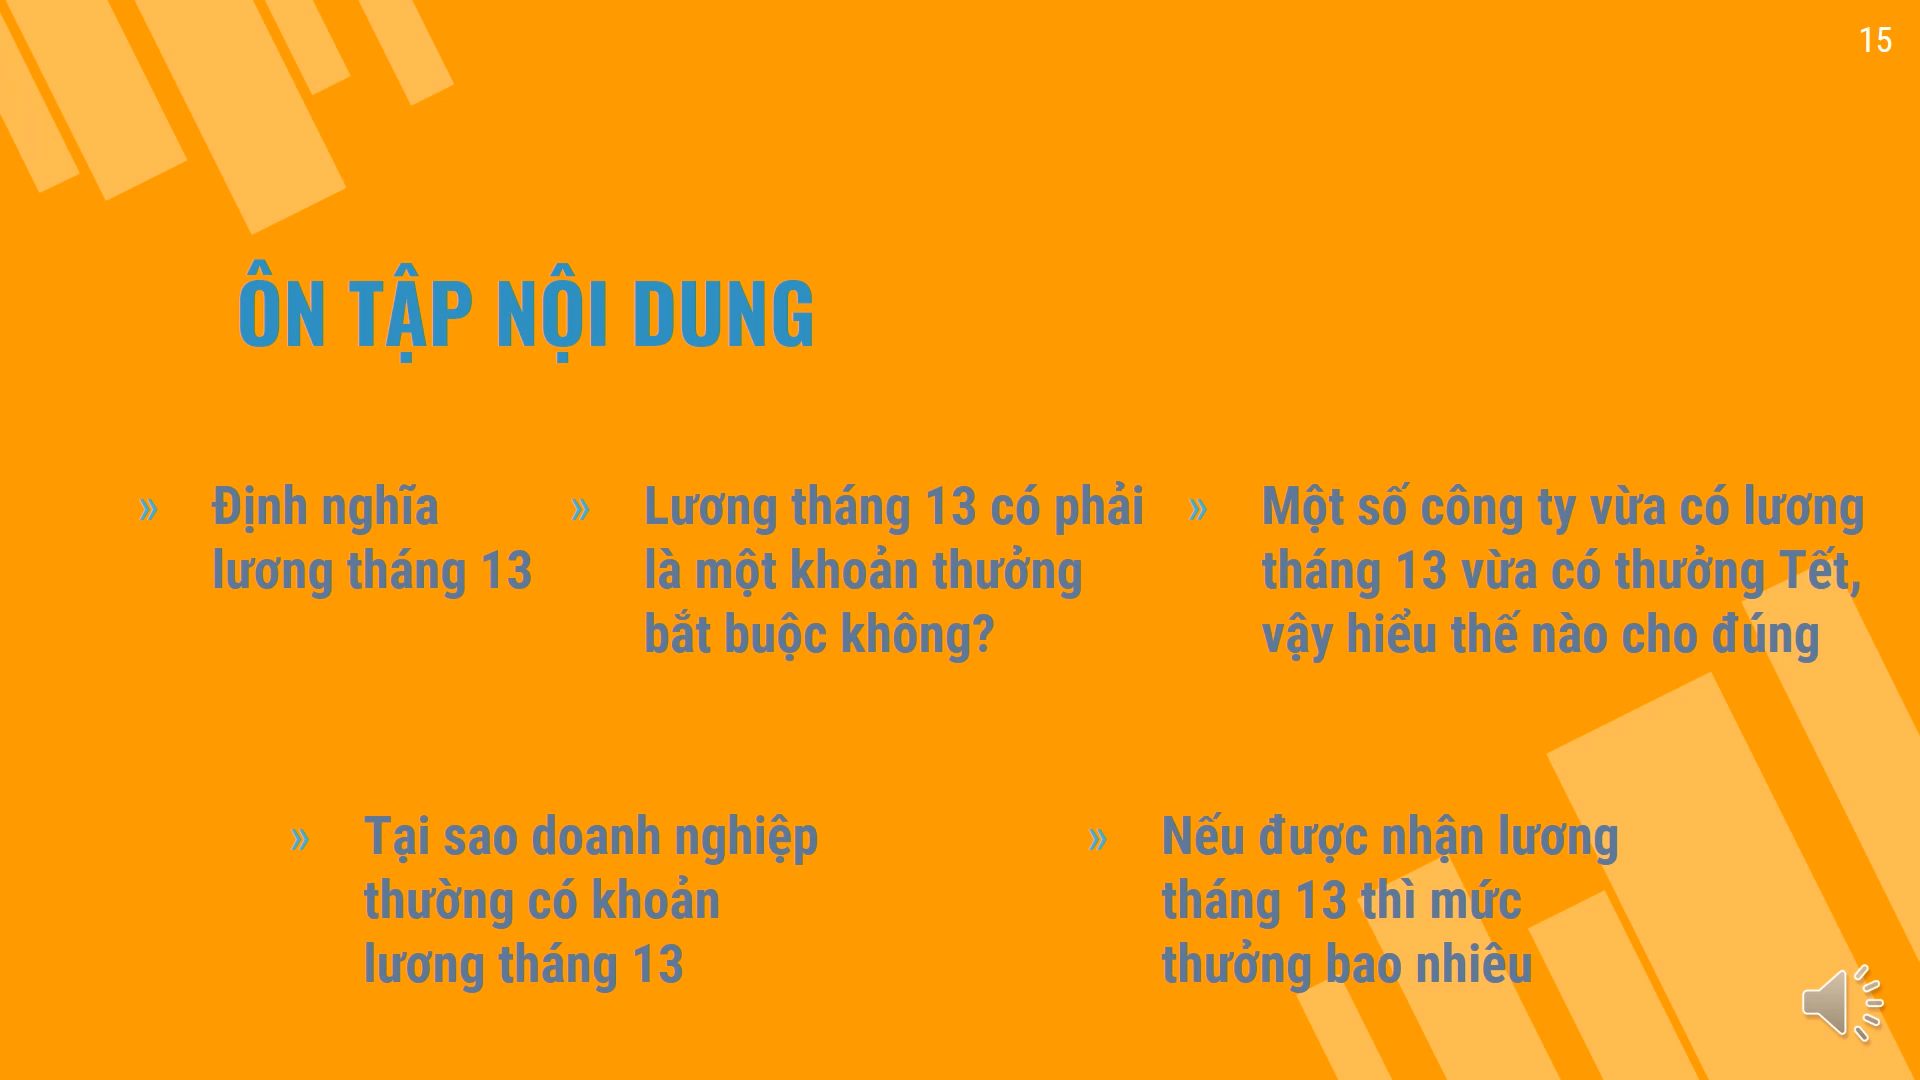 15
ÔN TẬP NỘI DUNG
» Định nghĩa
lương tháng 13
» Lương tháng 13 có phải
là một khoản thưởng
bắt buộc không?
» Một số công ty vừa có lương
tháng 13 vừa có thưởng Tết,
vậy hiểu thế nào cho đúng
» Tại sao doanh nghiệp
thường có khoản
lương tháng 13
» Nếu được nhận lương
tháng 13 thì mức
thưởng bao nhiêu